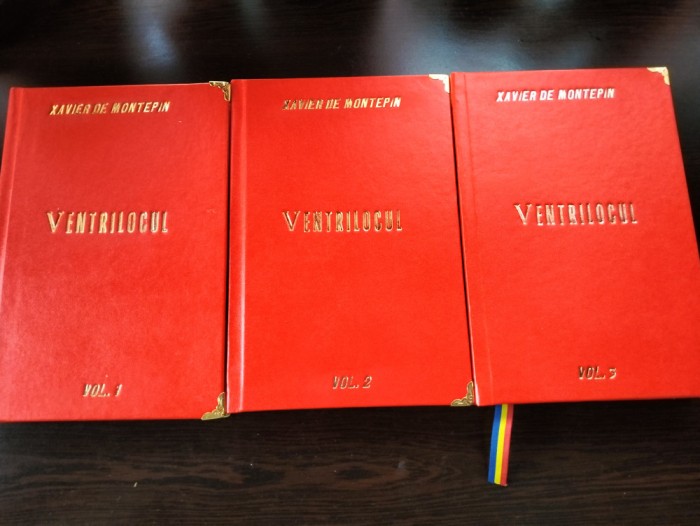 XAVIER DE MONTEPIN
VENTRILOCUL
VOL. 1
XAVIER DE MONTEPIN
VENTRILOCUL
VOL. 2
XAVIER DE MONTEPIN
VENTRILOCUL
VOL. 3